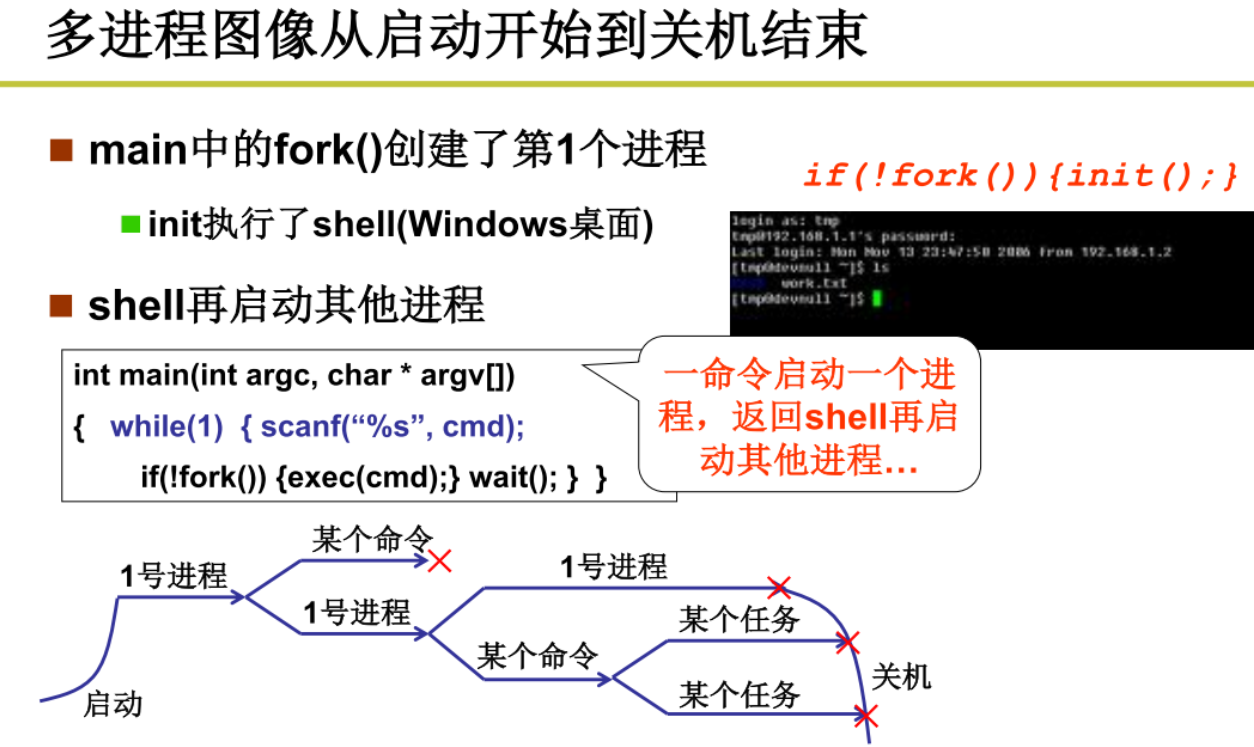 多进程图像从启动开始到关机结束
main中的fork()创建了第1个进程
if(!fork()){init();}
init执行了shell(Windows桌面)
login as: tmp
tmp@192.168.1.1's password:
Last login: Mon Nov 13 23:47:50 2006 from 192.168.1.2
[tmp@devnull ~]$ ls
work.txt
[tmp@devnull ~]$
shell再启动其他进程
int main(int argc, char * argv[])
{ while(1) { scanf(“%s”, cmd);
if(!fork()) {exec(cmd);} wait(); } }
一命令启动一个进
程，返回shell再启
动其他进程…
某个命令
1号进程
1号进程
1号进程
某个任务
某个命令
关机
某个任务
启动